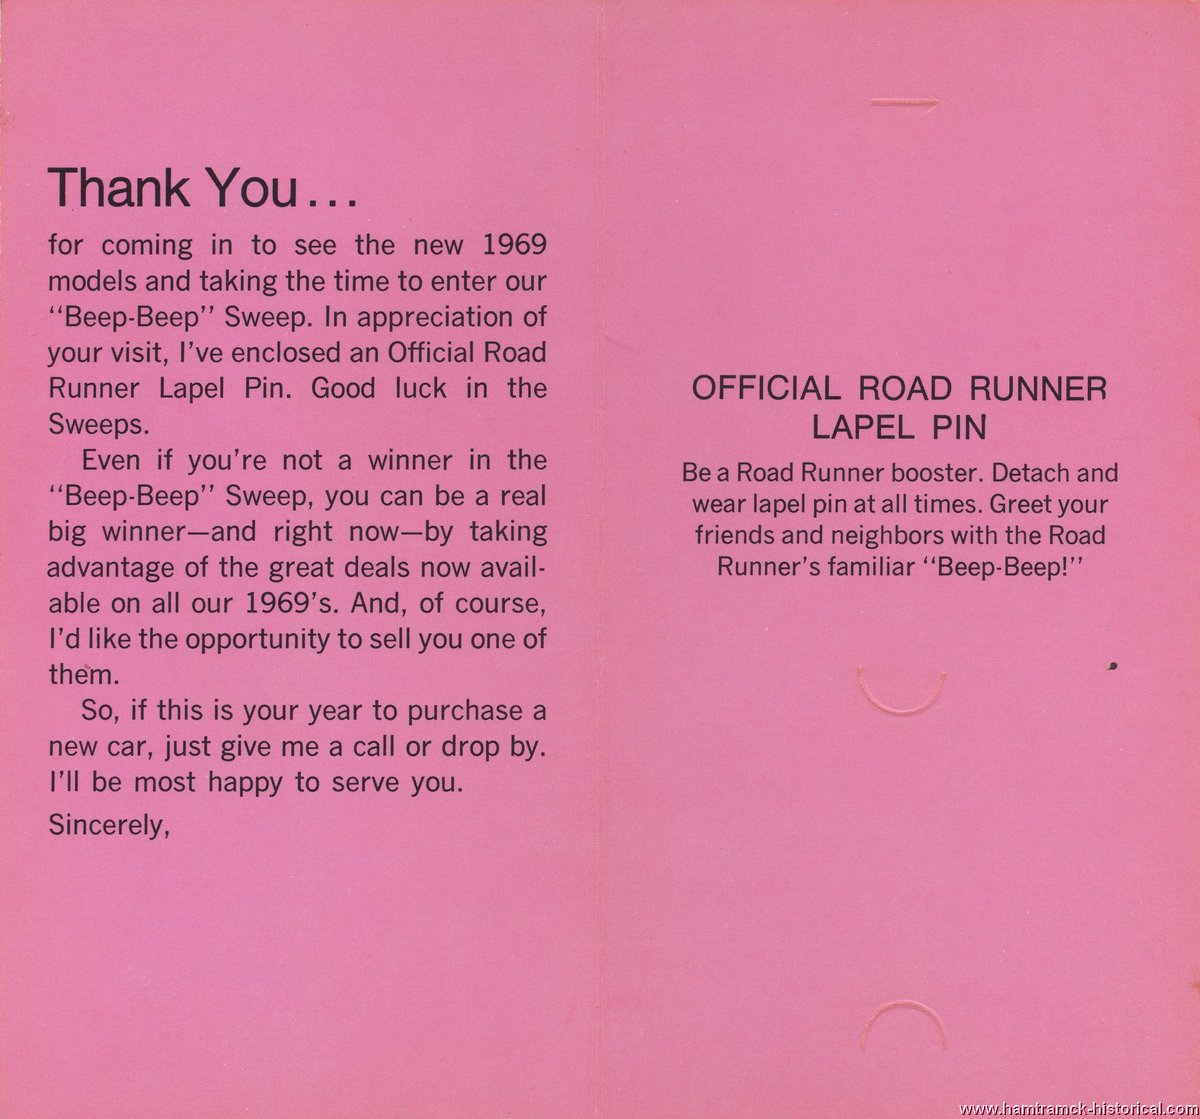 Thank You...
for coming in to see the new 1969
models and taking the time to enter our
“Beep-Beep” Sweep. In appreciation of
your visit, I’ve enclosed an Official Road
Runner Lapel Pin. Good luck in the
Sweeps.
Even if you’re not a winner in the
“Beep-Beep” Sweep, you can be a real
big winner—and right now—by taking
advantage of the great deals now avail-
able on all our 1969’s. And, of course,
I’d like the opportunity to sell you one of
them.
So, if this is your year to purchase a
new car, just give me a call or drop by.
I’ll be most happy to serve you.
Sincerely,
OFFICIAL ROAD RUNNER
LAPEL PIN
Be a Road Runner booster. Detach and
wear lapel pin at all times. Greet your
friends and neighbors with the Road
Runner’s familiar “Beep-Beep!”
www.hamtramck-historical.com